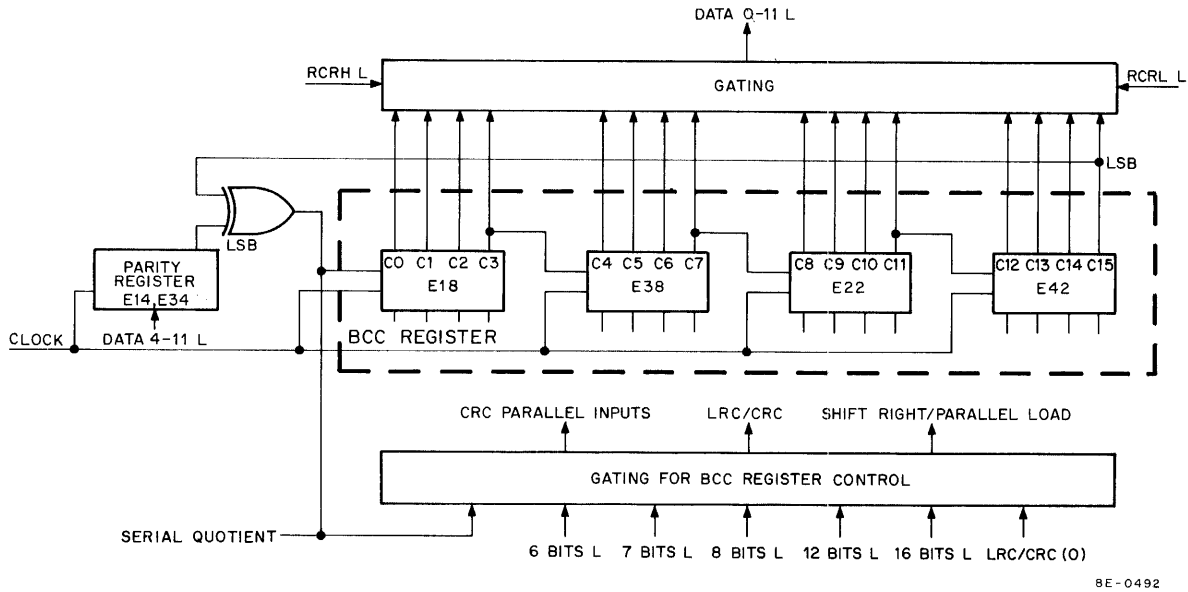 DATA 0-11 L
RCRH L
GATING
RCRL L
LSB
LSB
PARITY
REGISTER
E14, E34
C0 C1 C2 C3
E18
C4 C5 C6 C7
E38
C8 C9 C10 C11
E22
C12 C13 C14 C15
E42
CLOCK
DATA 4-11 L
BCC REGISTER
CRC PARALLEL INPUTS
LRC/CRC
SHIFT RIGHT/PARALLEL LOAD
GATING FOR BCC REGISTER CONTROL
SERIAL QUOTIENT
6 BITS L
7 BITS L
8 BITS L
12 BITS L
16 BITS L
LRC/CRC (0)
8E-0492